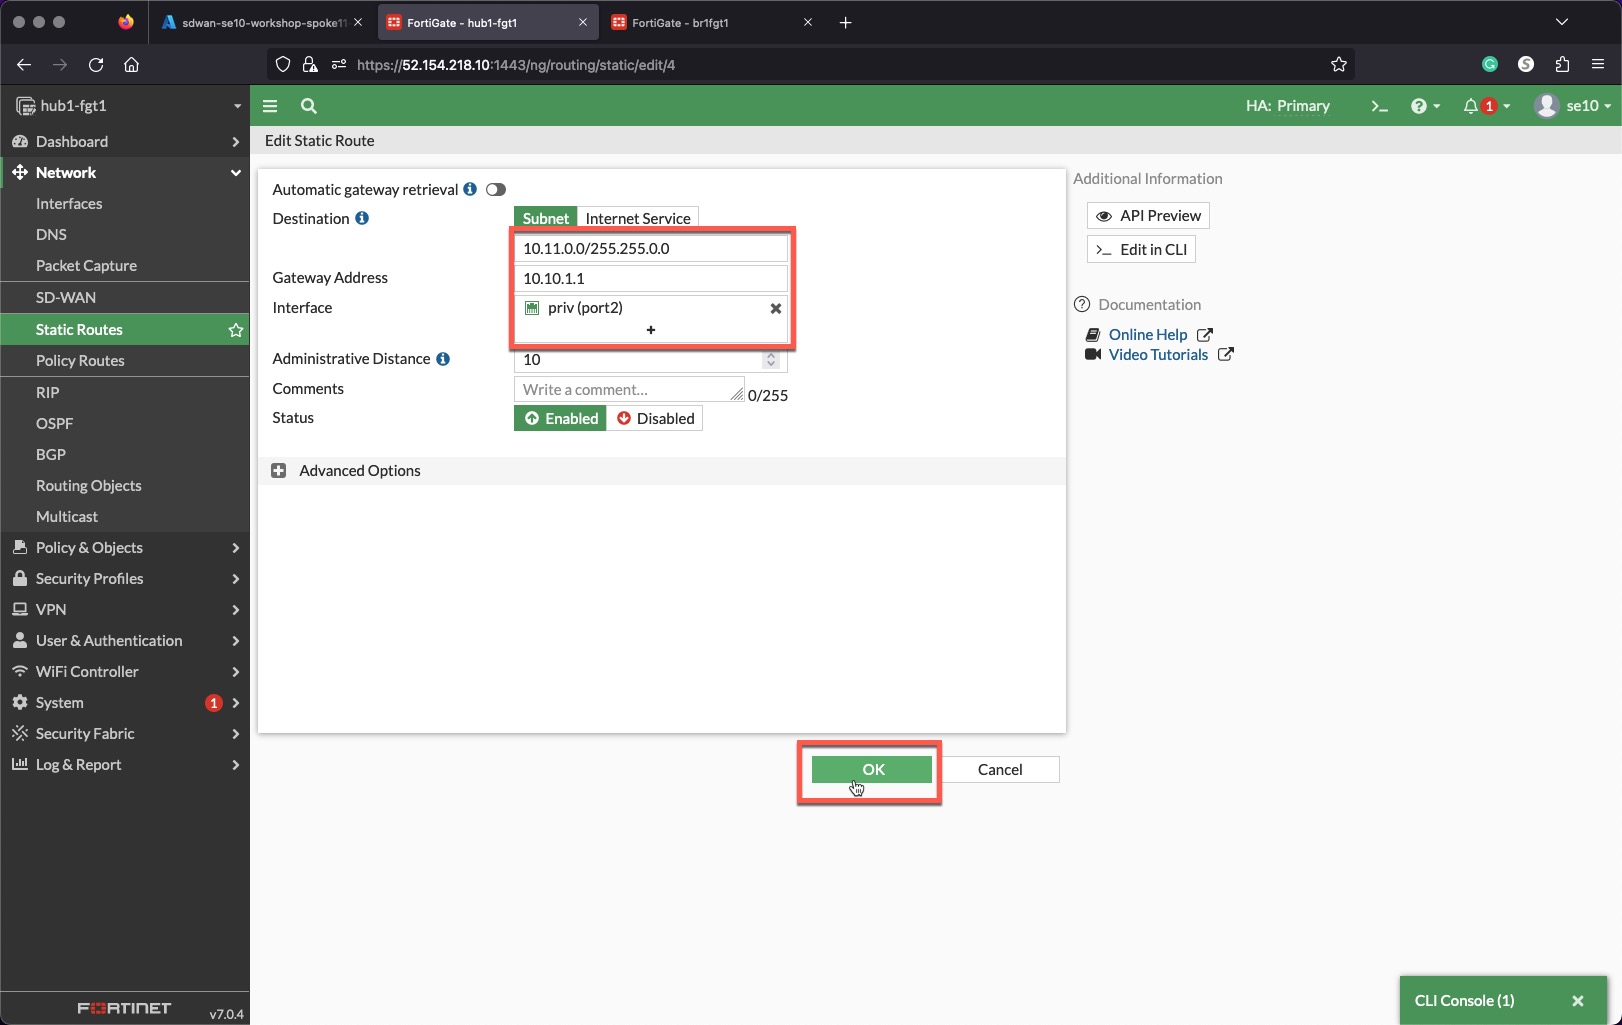 sdwan-se10-workshop-spoke11
FortiGate - hub1-fgt1
FortiGate - br1fgt1
https://52.154.218.10:1443/ng/routing/static/edit/4
hub1-fgt1
HA: Primary
1
se10
Dashboard
Network
Interfaces
DNS
Packet Capture
SD-WAN
Static Routes
Policy Routes
RIP
OSPF
BGP
Routing Objects
Multicast
Policy & Objects
Security Profiles
VPN
User & Authentication
WiFi Controller
System 1
Security Fabric
Log & Report
FORTINET v7.0.4
Edit Static Route
Automatic gateway retrieval
Destination Subnet Internet Service
10.11.0.0/255.255.0.0
Gateway Address 10.10.1.1
Interface priv (port2)
+
Administrative Distance 10
Comments Write a comment... 0/255
Status Enabled Disabled
Advanced Options
OK Cancel
Additional Information
API Preview
>_ Edit in CLI
Documentation
Online Help
Video Tutorials
CLI Console (1)